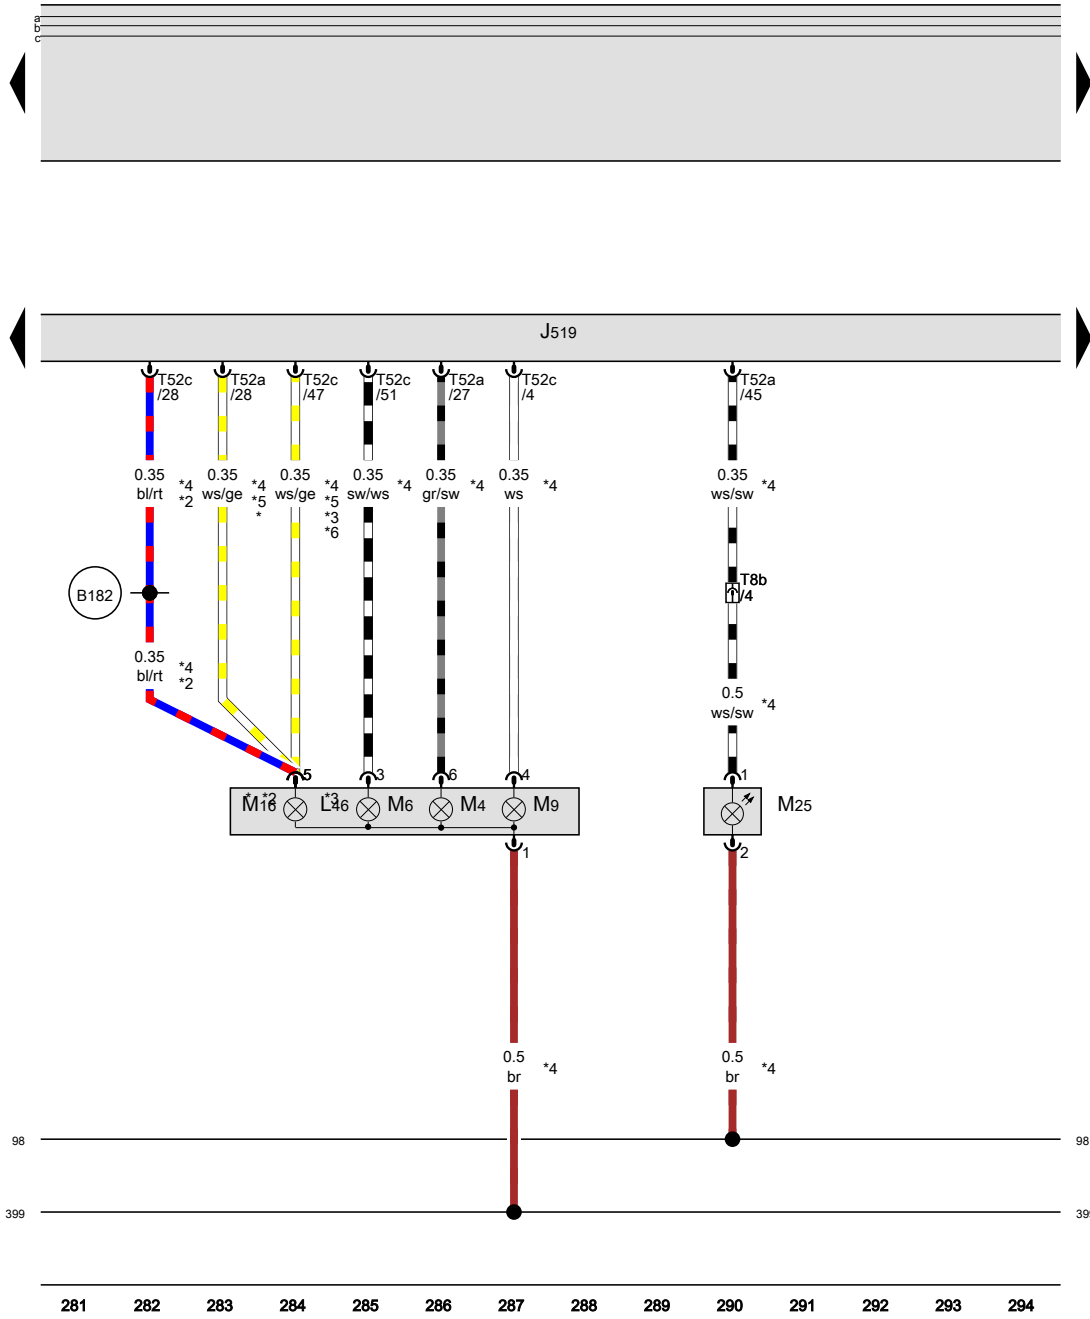 a
b
c
J519
T52c T52a T52c T52c T52a T52c T52a
/28 /28 /47 /51 /27 /4 /45
0.35 0.35 0.35 0.35 0.35 0.35 0.35
bl/rt *4 ws/ge *4 ws/ge *4 sw/ws *4 gr/sw *4 ws *4 ws/sw *4
*2 *5 *5
* *3
*6
T8b
/4
B182
0.35
bl/rt *4
*2
0.5
ws/sw *4
5 3 6 4 1
M16 * *2 L46 *3 M6 M4 M9 M25
1 2
0.5 0.5
br *4 br *4
98 98
399 39
281 282 283 284 285 286 287 288 289 290 291 292 293 294